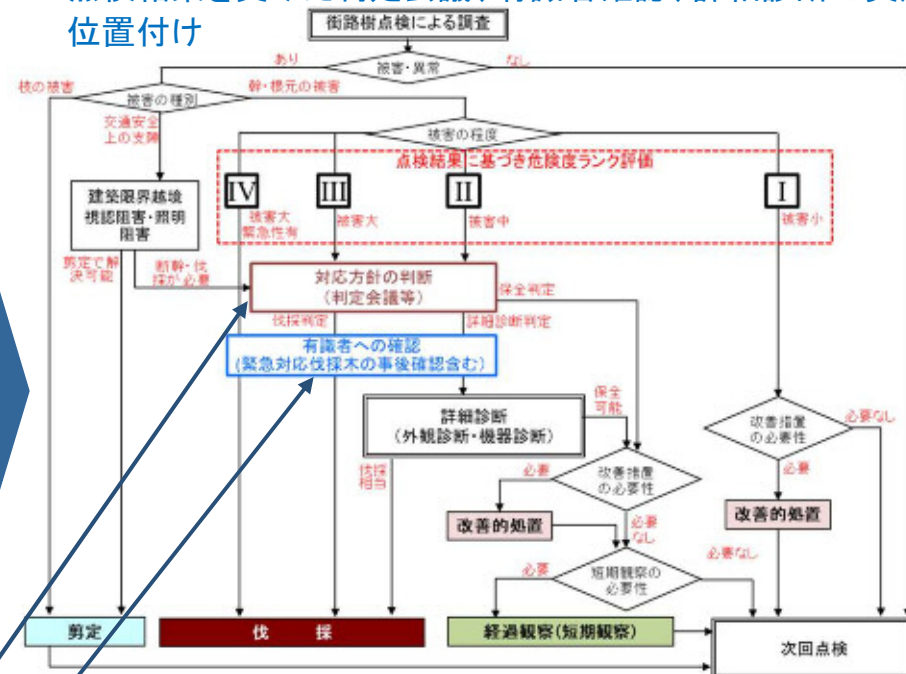 位置付け
街路樹点検による調査
あり
被害・異常
なし
枝の被害
被害の種別
幹・根元の被害
交通安全
上の支障
被害の程度
点検結果に基づき危険度ランク評価
IV
III
II
I
被害大
緊急性有
被害大
被害中
被害小
建築限界越境
視認阻害・照明
阻害
剪定で解
決可能
断幹・伐
採が必要
対応方針の判断
(判定会議等)
保全判定
伐採判定
詳細診断判定
有識者への確認
(緊急対応伐採木の事後確認含む)
保全
可能
詳細診断
(外観診断・機器診断)
伐採
相当
改善措置
の必要性
必要なし
必要
改善措置
の必要性
必要
改善的処置
改善的処置
必要
なし
必要なし
必要
短期観察の
必要性
剪定
伐 採
経過観察(短期観察)
次回点検